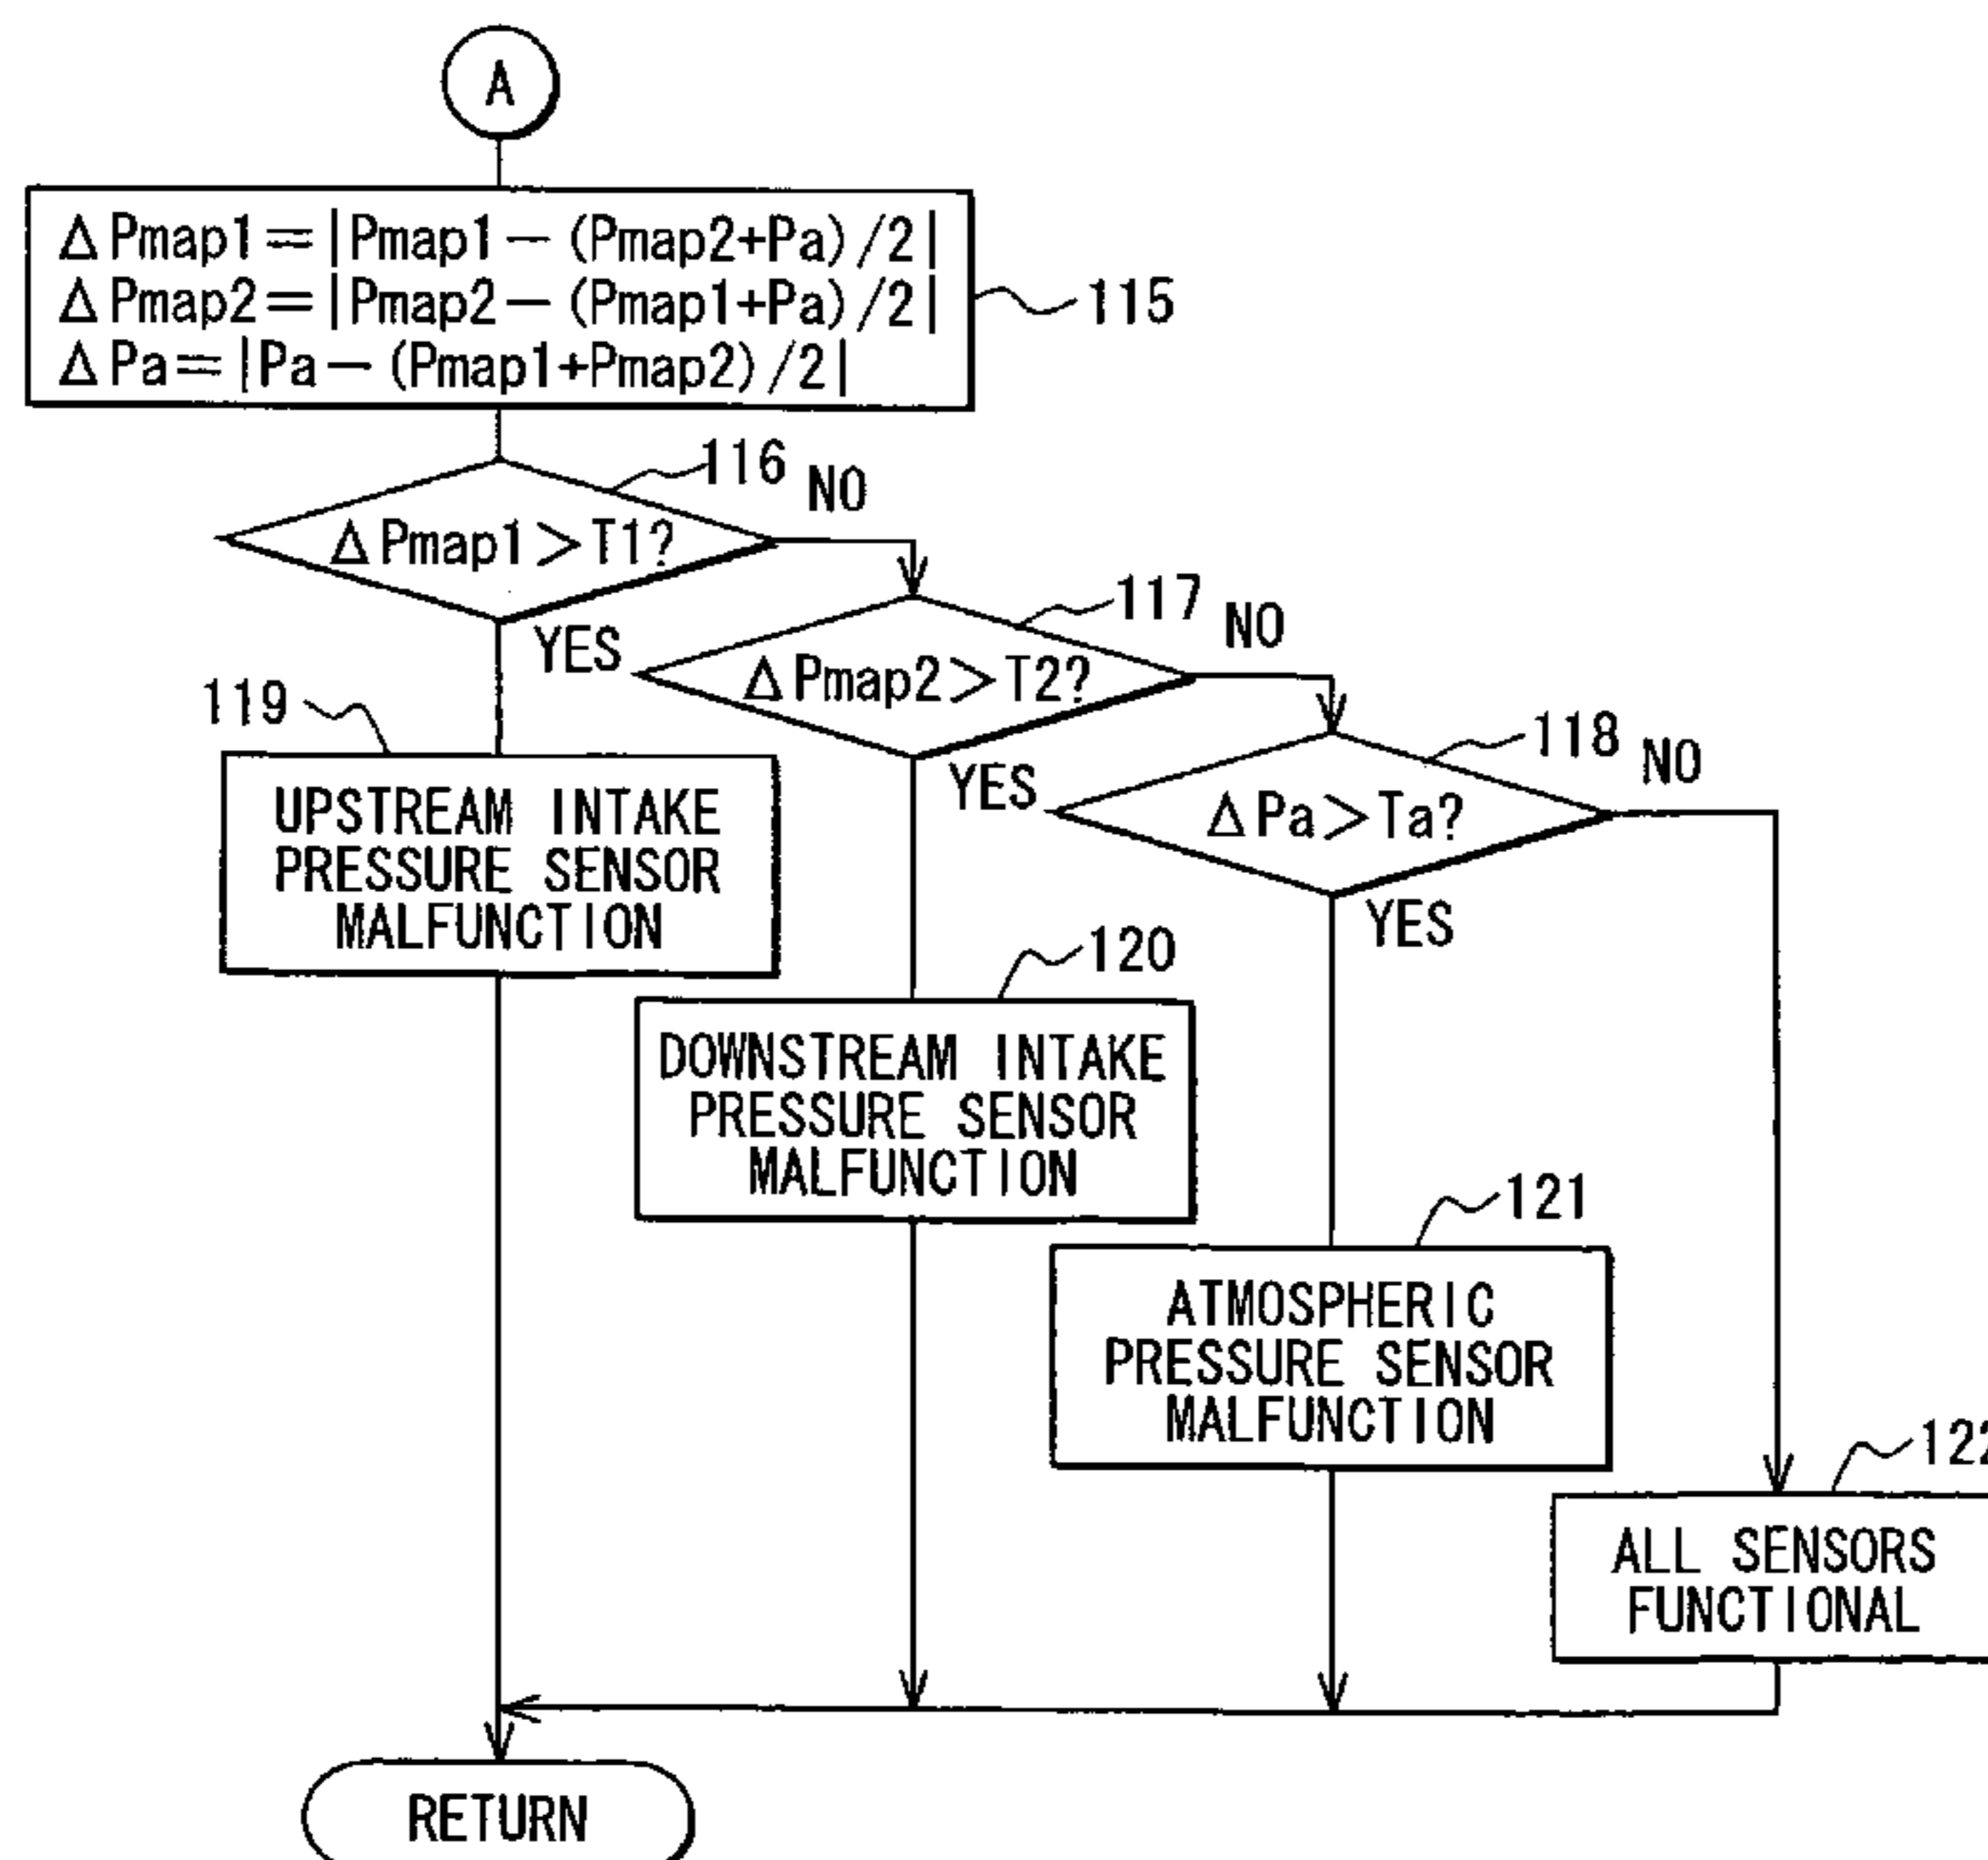 A
ΔPmap1=|Pmap1-(Pmap2+Pa)/2|
ΔPmap2=|Pmap2-(Pmap1+Pa)/2|
ΔPa=|Pa-(Pmap1+Pmap2)/2|
115
116
NO
ΔPmap1>T1?
YES
117
NO
ΔPmap2>T2?
YES
118
NO
ΔPa>Ta?
YES
119
UPSTREAM INTAKE
PRESSURE SENSOR
MALFUNCTION
120
DOWNSTREAM INTAKE
PRESSURE SENSOR
MALFUNCTION
121
ATMOSPHERIC
PRESSURE SENSOR
MALFUNCTION
122
ALL SENSORS
FUNCTIONAL
RETURN